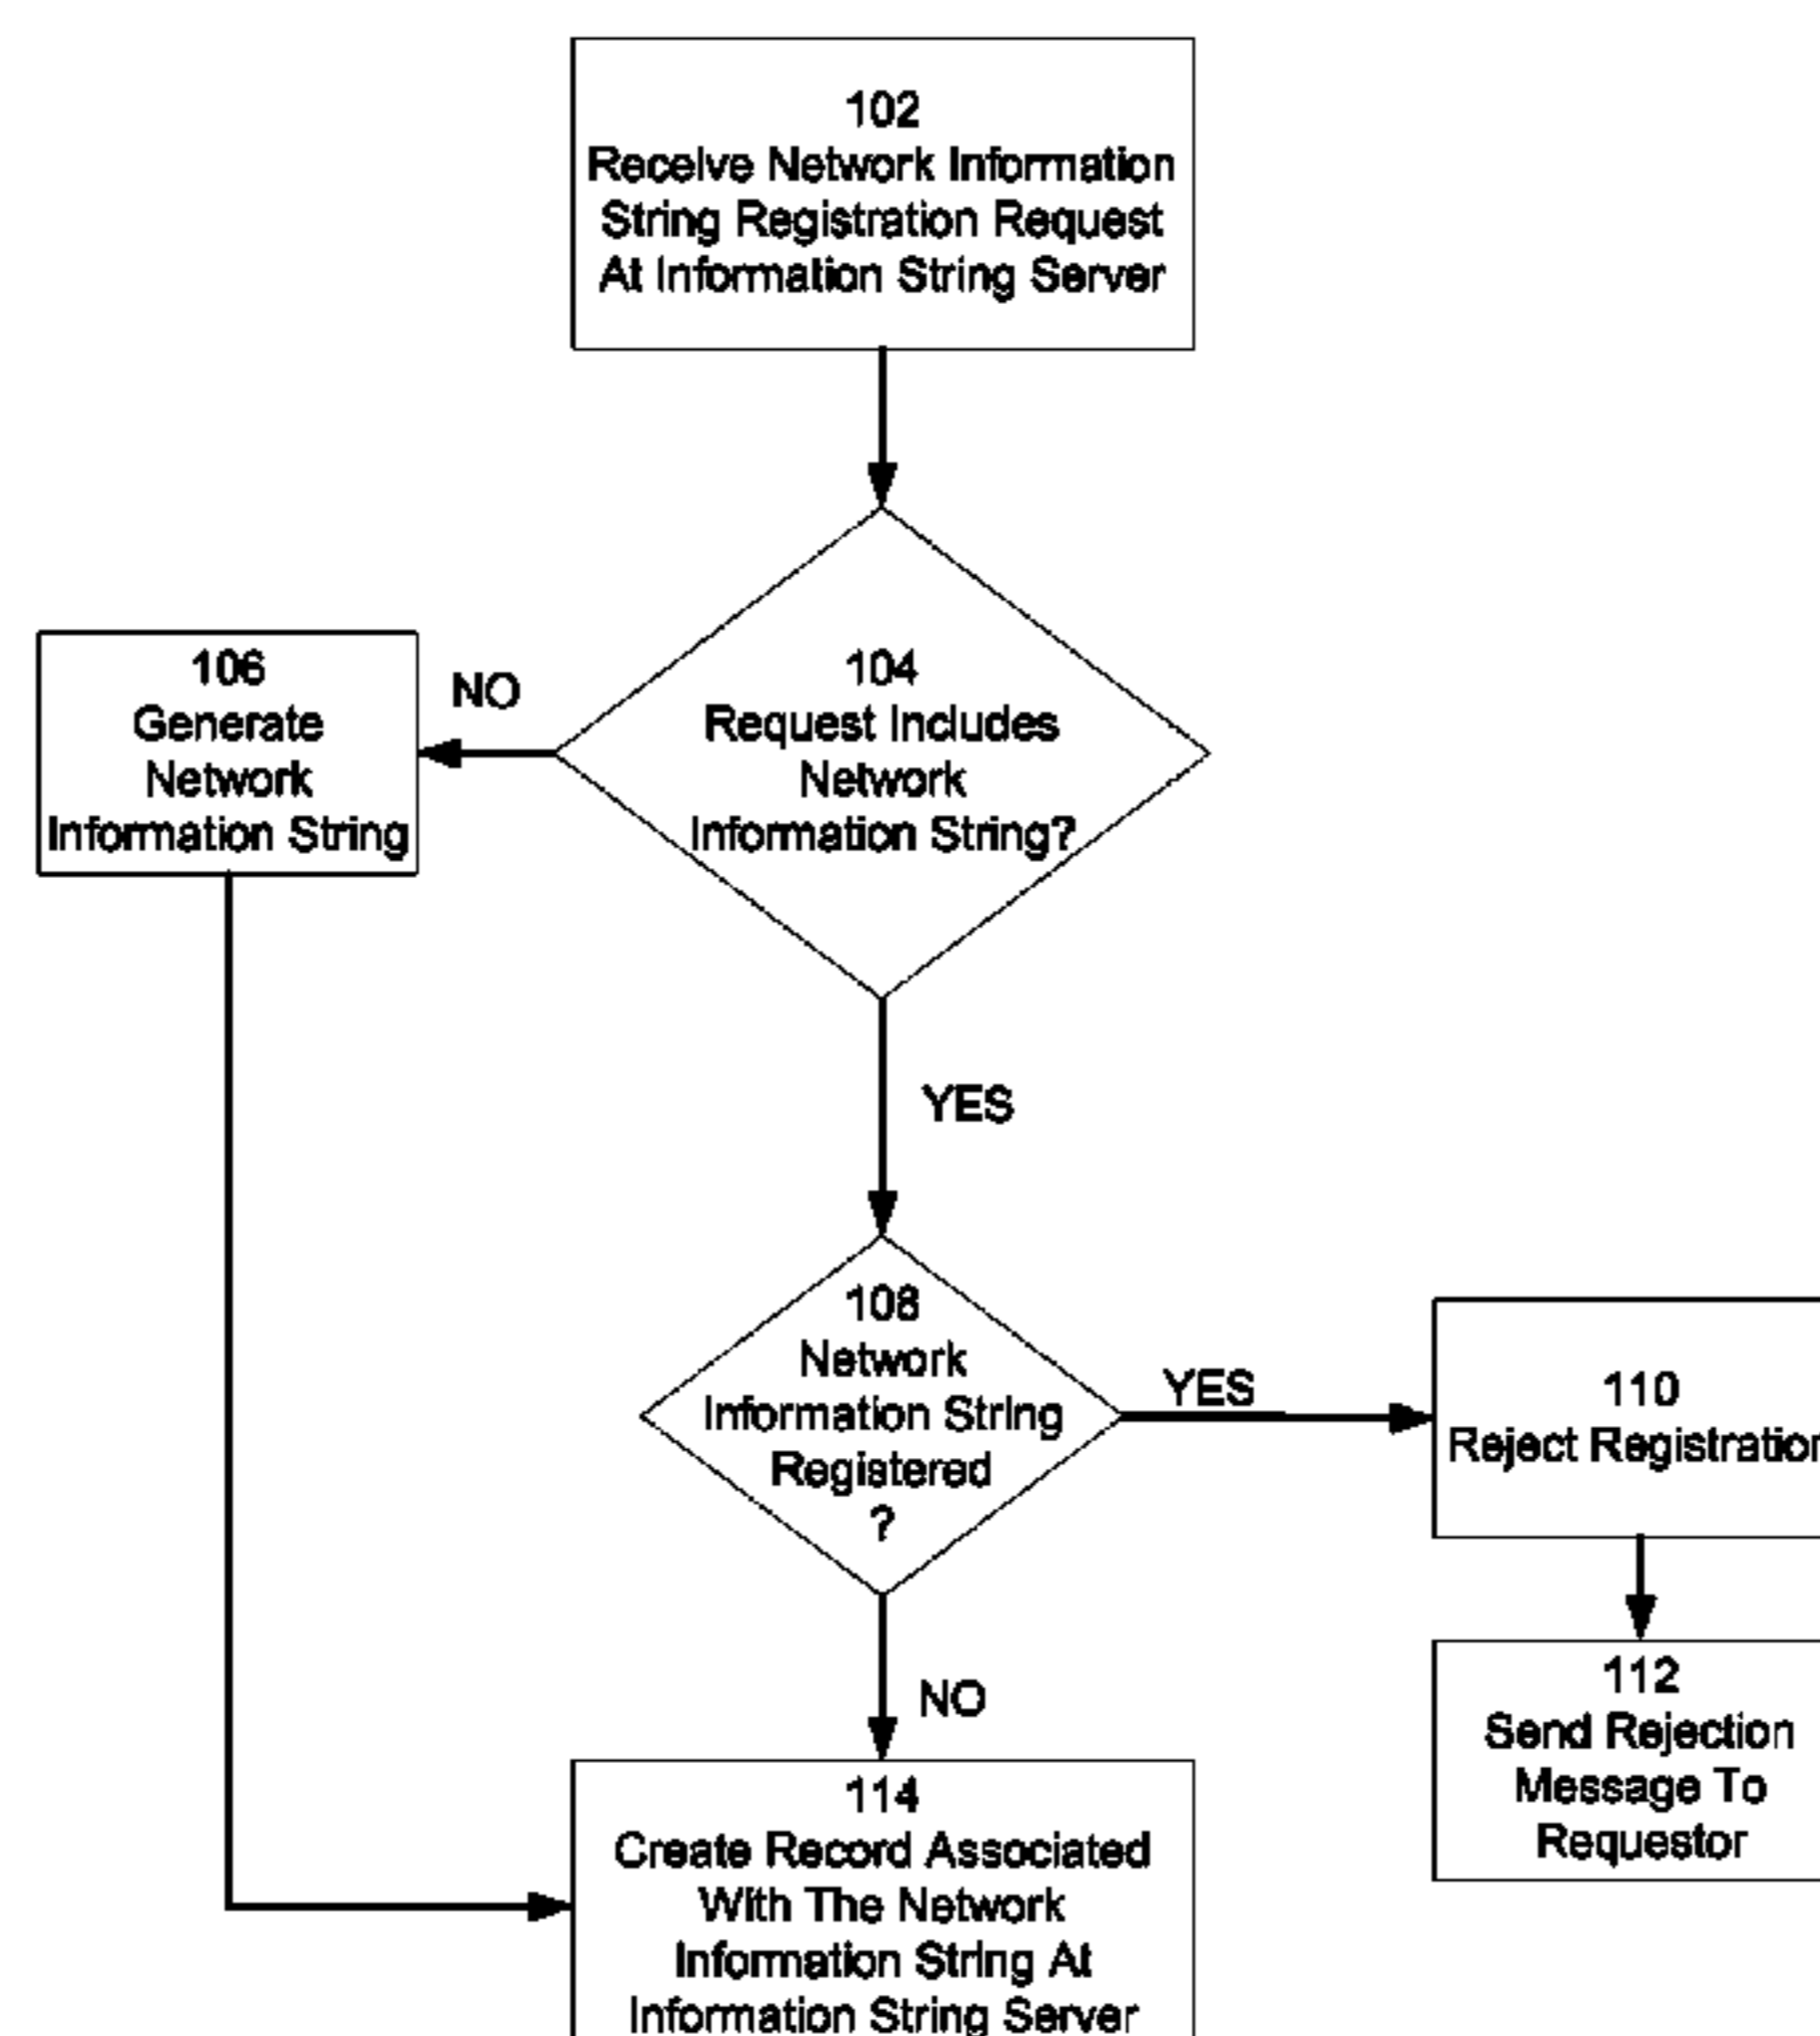 102
Receive Network Information
String Registration Request
At Information String Server
106
Generate
Network
Information String
NO
104
Request Includes
Network
Information String?
YES
108
Network
Information String
Registered
?
YES
110
Reject Registration
NO
112
Send Rejection
Message To
Requestor
114
Create Record Associated
With The Network
Information String At
Information String Server